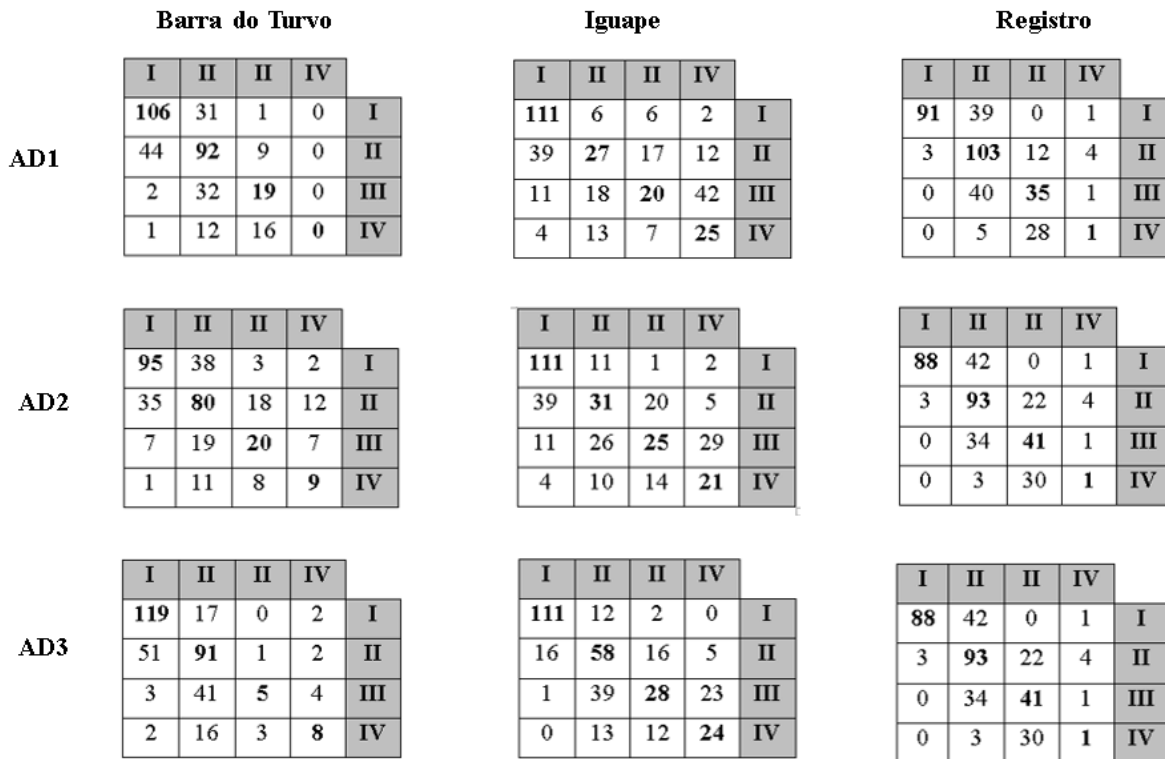 Barra do Turvo Iguape Registro
I II II IV I II II IV I II II IV
106 31 1 0 I 111 6 6 2 I 91 39 0 1 I
AD1 44 92 9 0 II 39 27 17 12 II 3 103 12 4 II
2 32 19 0 III 11 18 20 42 III 0 40 35 1 III
1 12 16 0 IV 4 13 7 25 IV 0 5 28 1 IV
I II II IV I II II IV I II II IV
95 38 3 2 I 111 11 1 2 I 88 42 0 1 I
AD2 35 80 18 12 II 39 31 20 5 II 3 93 22 4 II
7 19 20 7 III 11 26 25 29 III 0 34 41 1 III
1 11 8 9 IV 4 10 14 21 IV 0 3 30 1 IV
I II II IV I II II IV I II II IV
119 17 0 2 I 111 12 2 0 I 88 42 0 1 I
AD3 51 91 1 2 II 16 58 16 5 II 3 93 22 4 II
3 41 5 4 III 1 39 28 23 III 0 34 41 1 III
2 16 3 8 IV 0 13 12 24 IV 0 3 30 1 IV